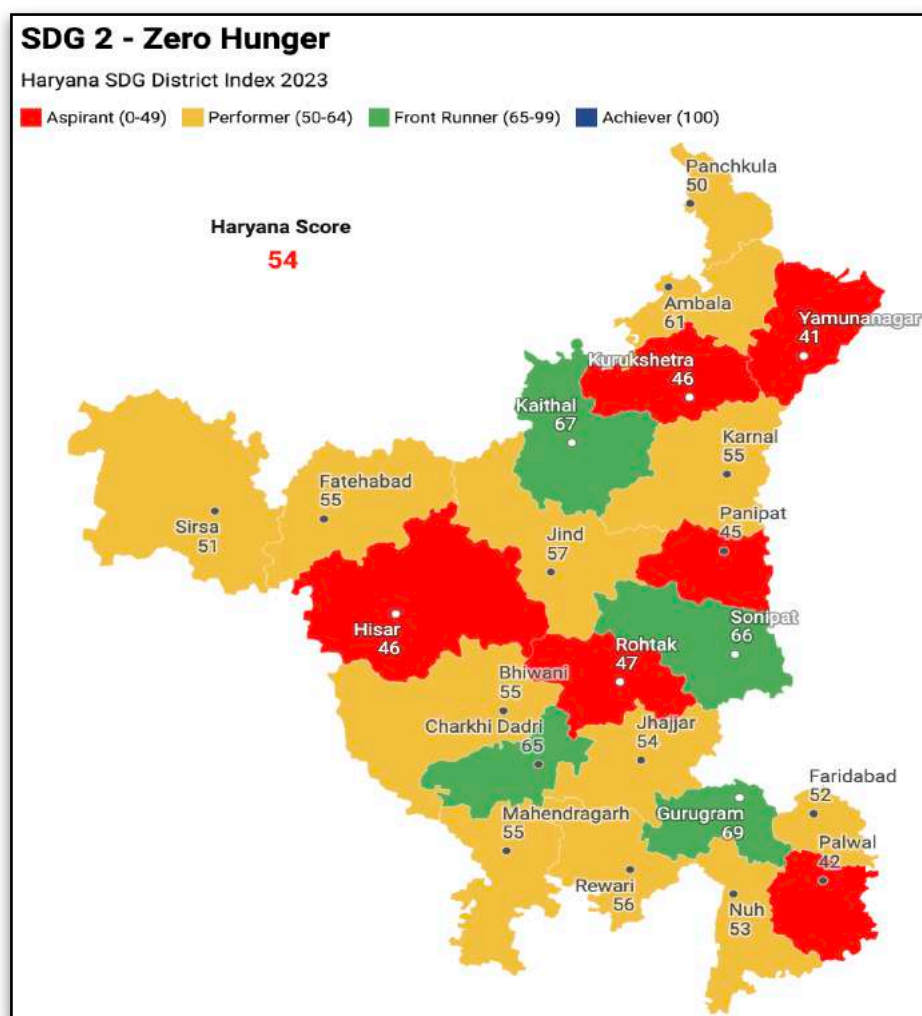 SDG 2 - Zero Hunger
Haryana SDG District Index 2023
Aspirant (0-49) Performer (50-64) Front Runner (65-99) Achiever (100)
Haryana Score
54
Panchkula
50
Ambala
61
Yamunanagar
41
Kurukshetra
46
Kaithal
67
Karnal
55
Fatehabad
55
Sirsa
51
Panipat
45
Jind
57
Hisar
46
Sonipat
66
Rohtak
47
Bhiwani
55
Charkhi Dadri
65
Jhajjar
54
Faridabad
52
Mahendragarh
55
Gurugram
69
Palwal
42
Rewari
56
Nuh
53